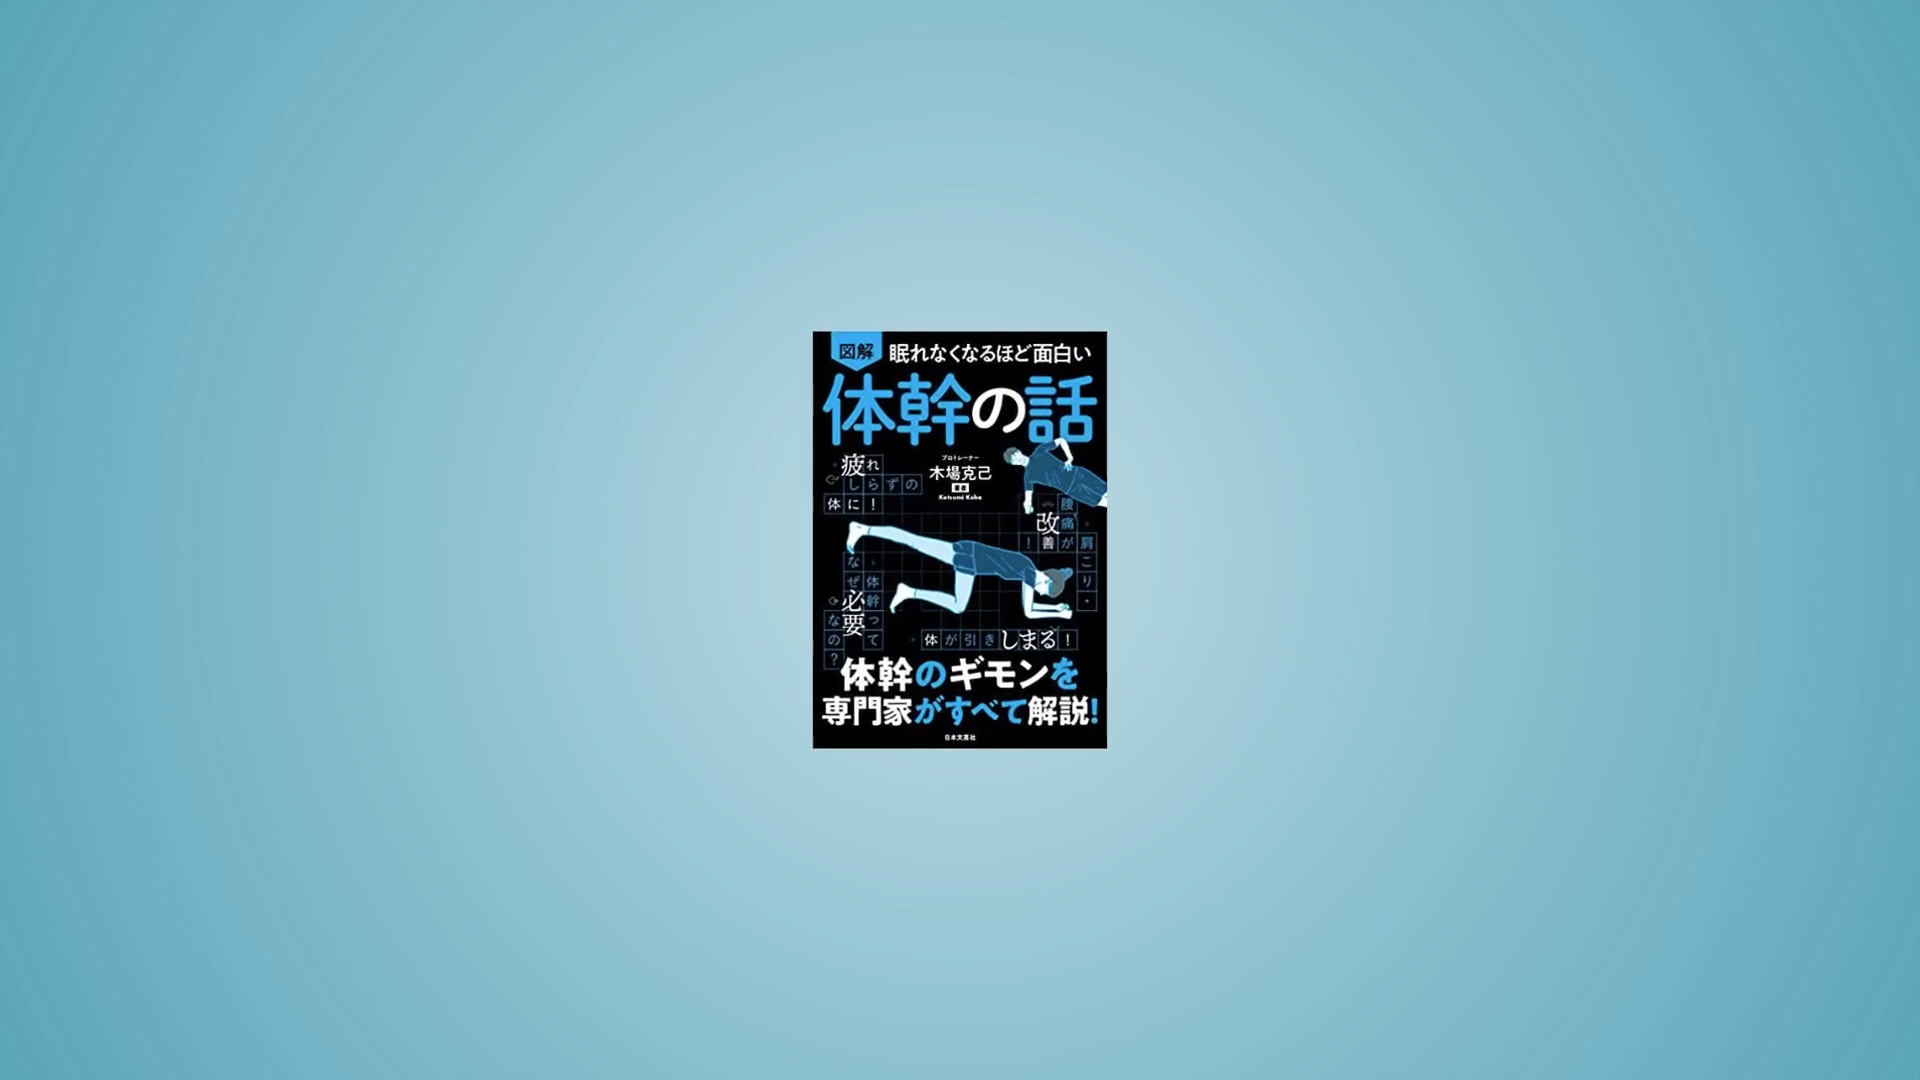 図解
眠れなくなるほど面白い
体幹の話
プロトレーナー
木場克己
Katsumi Koba
疲れ
しらずの
体に!
腰痛が
肩こり・
改善!
体幹って
なぜ必要
なの?
体が引きしまる!
体幹のギモンを
専門家がすべて解説!
日本文芸社